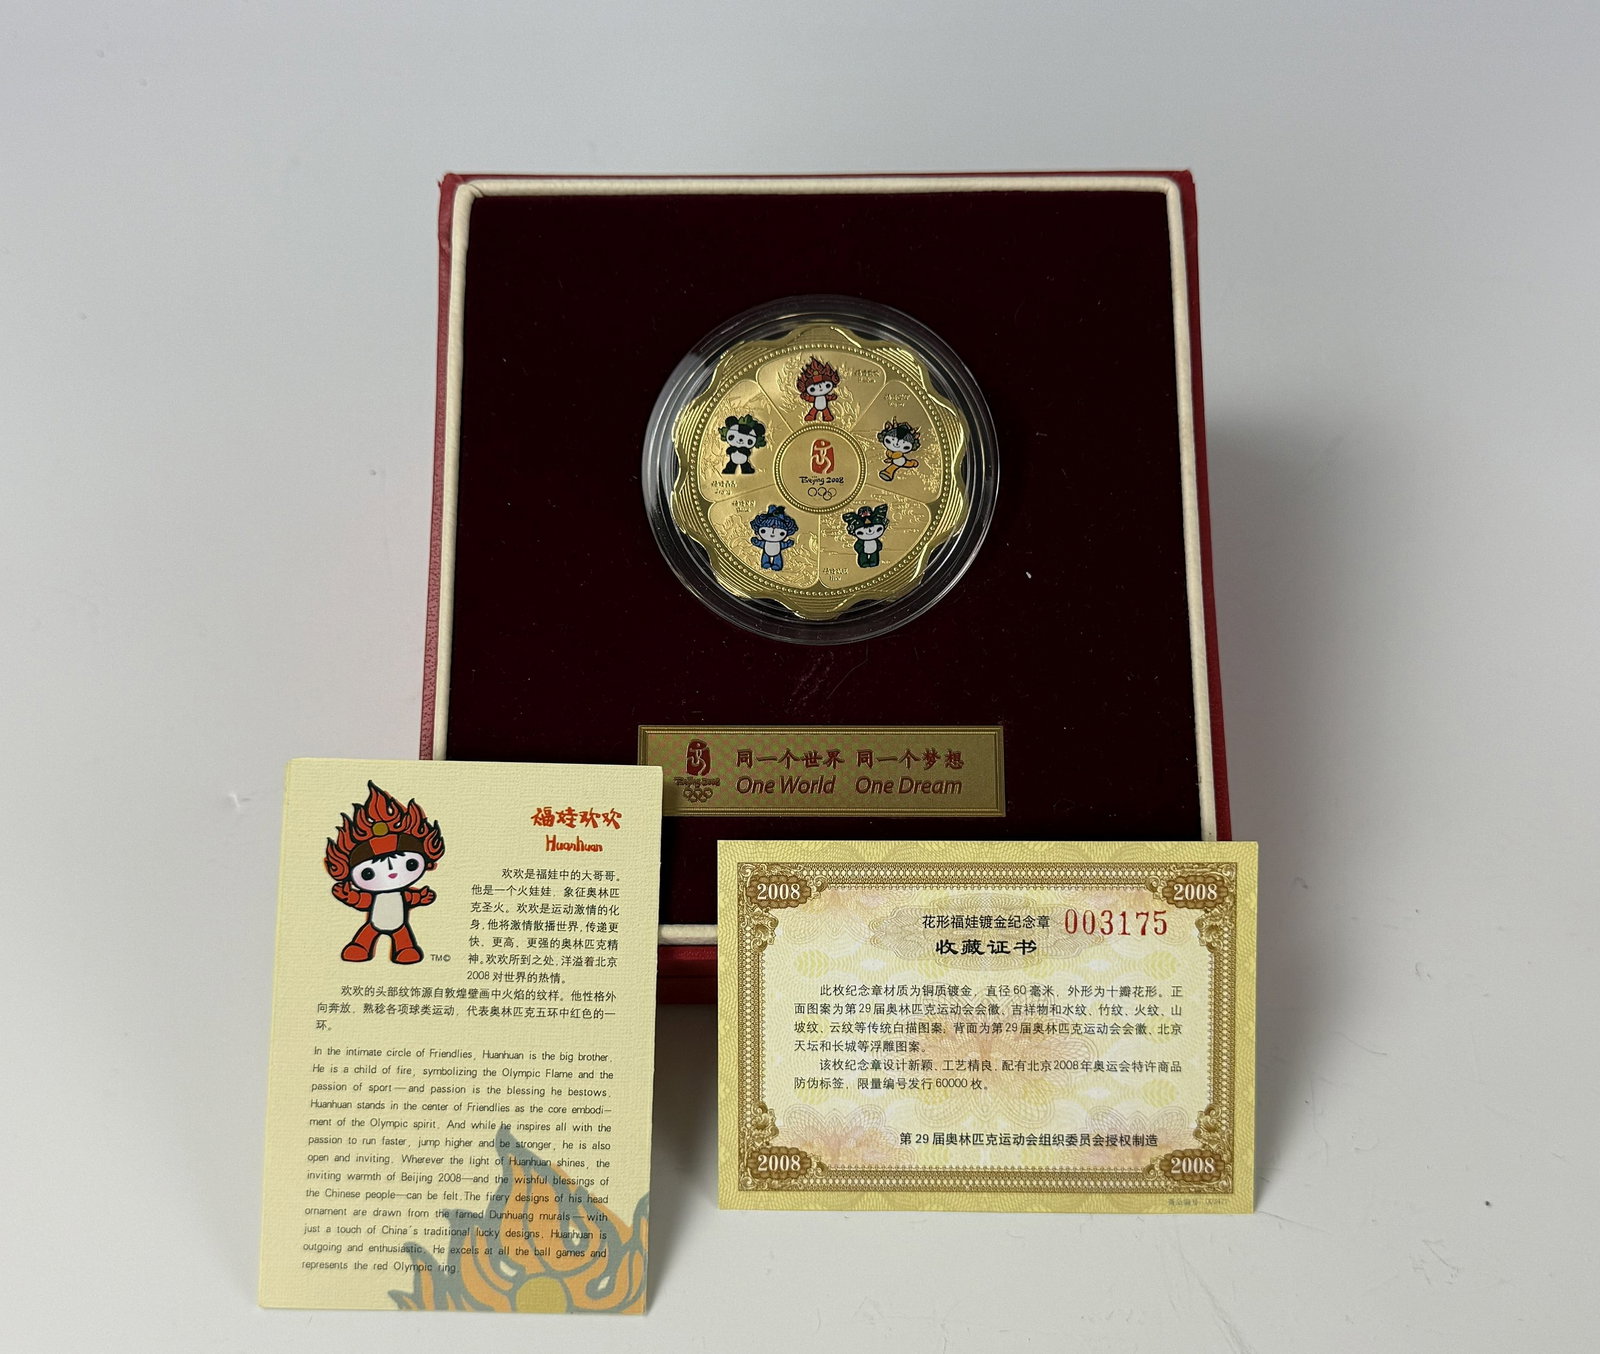 Beijing 2008
Beijing 2008
同一个世界 同一个梦想
One World One Dream
福娃欢欢
Huanhuan
欢欢是福娃中的大哥哥。
他是一个火娃娃，象征奥林匹
克圣火。欢欢是运动激情的化
身，他将激情散播世界，传递更
快、更高、更强的奥林匹克精
神。欢欢所到之处，洋溢着北京
2008 对世界的热情。
欢欢的头部纹饰源自敦煌壁画中火焰的纹样。他性格外
向奔放，熟稔各项球类运动，代表奥林匹克五环中红色的一
环。
TM©
In the intimate circle of Friendlies, Huanhuan is the big brother.
He is a child of fire, symbolizing the Olympic Flame and the
passion of sport—and passion is the blessing he bestows.
Huanhuan stands in the center of Friendlies as the core embodi-
ment of the Olympic spirit. And while he inspires all with the
passion to run faster, jump higher and be stronger, he is also
open and inviting. Wherever the light of Huanhuan shines, the
inviting warmth of Beijing 2008—and the wishful blessings of
the Chinese people—can be felt.The fiery designs of his head
ornament are drawn from the famed Dunhuang murals—with
just a touch of China's traditional lucky designs. Huanhuan is
outgoing and enthusiastic. He excels at all the ball games and
represents the red Olympic ring.
2008
2008
花形福娃镀金纪念章 003175
收藏证书
此枚纪念章材质为铜质镀金，直径60毫米，外形为十瓣花形。正
面图案为第29届奥林匹克运动会会徽、吉祥物和水纹、竹纹、火纹、山
坡纹、云纹等传统白描图案。背面为第29届奥林匹克运动会会徽、北京
天坛和长城等浮雕图案。
该枚纪念章设计新颖、工艺精良，配有北京2008年奥运会特许商品
防伪标签，限量编号发行60000枚。
第29届奥林匹克运动会组织委员会授权制造
2008
2008